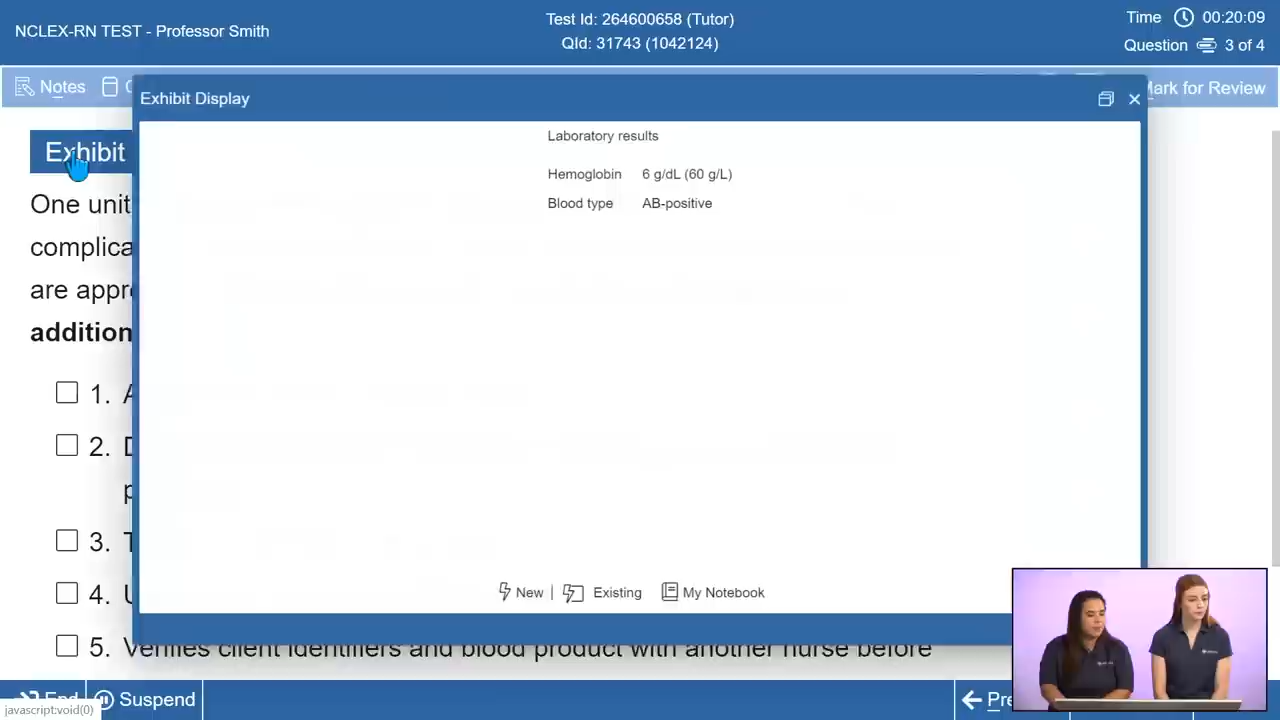 NCLEX-RN TEST - Professor Smith
Test Id: 264600658 (Tutor)
QId: 31743 (1042124)
Time 00:20:09
Question 3 of 4
Notes
Mark for Review
Exhibit Display
Exhibit
Laboratory results
Hemoglobin 6 g/dL (60 g/L)
Blood type AB-positive
One unit
complica
are appr
addition
1. A
2. D
p
3. T
4. U
5. Verifies client identifiers and blood product with another nurse before
New | Existing My Notebook
End Suspend
Pre
javascript:void(0)